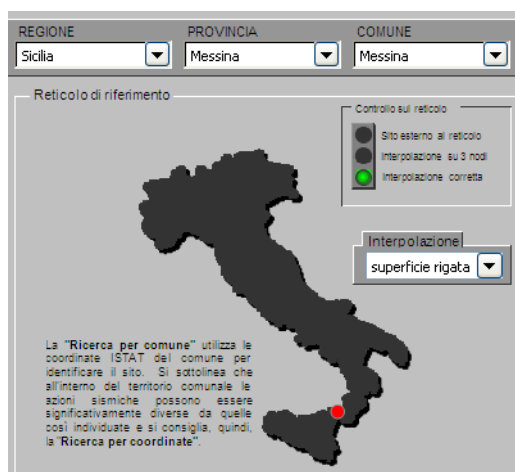 REGIONE PROVINCIA COMUNE
Sicilia Messina Messina
Reticolo di riferimento
Controllo sul reticolo
Sito esterno al reticolo
Interpolazione su 3 nodi
Interpolazione corretta
Interpolazione
superficie rigata
La "Ricerca per comune" utilizza le
coordinate ISTAT del comune per
identificare il sito. Si sottolinea che
all'interno del territorio comunale le
azioni sismiche possono essere
significativamente diverse da quelle
così individuate e si consiglia, quindi,
la "Ricerca per coordinate".